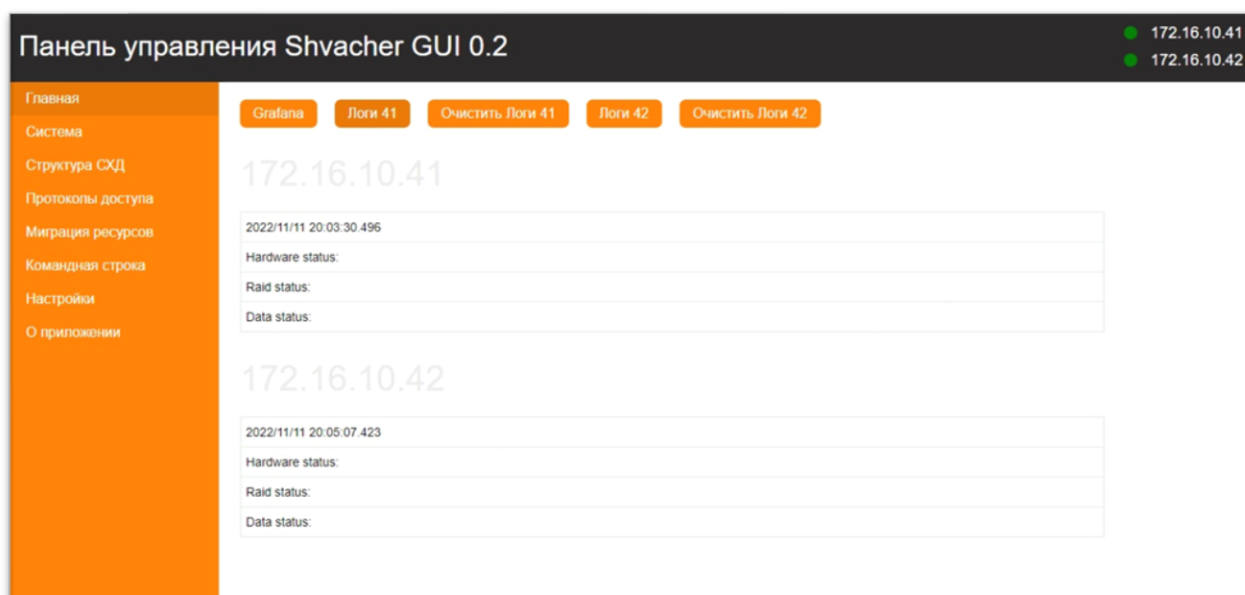 Панель управления Shvacher GUI 0.2
172.16.10.41
172.16.10.42
Главная
Система
Структура СХД
Протоколы доступа
Миграция ресурсов
Командная строка
Настройки
О приложении
Grafana Логи 41 Очистить Логи 41 Логи 42 Очистить Логи 42
172.16.10.41
2022/11/11 20:03:30.496
Hardware status:
Raid status:
Data status:
172.16.10.42
2022/11/11 20:05:07.423
Hardware status:
Raid status:
Data status: